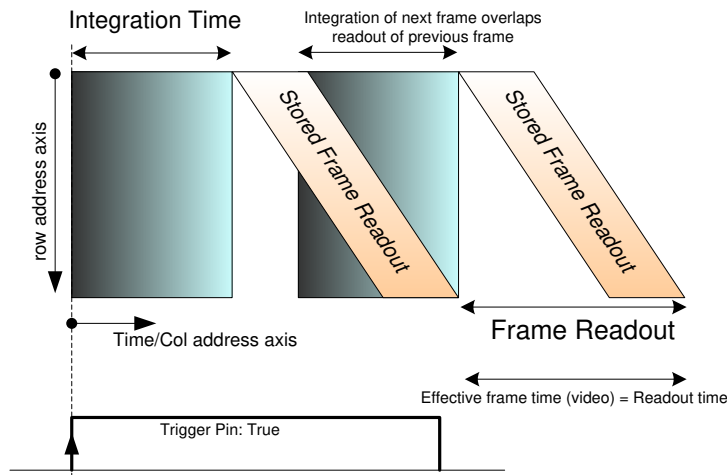 Integration Time
Integration of next frame overlaps
readout of previous frame
row address axis
Stored Frame Readout
Stored Frame Readout
Time/Col address axis
Frame Readout
Effective frame time (video) = Readout time
Trigger Pin: True